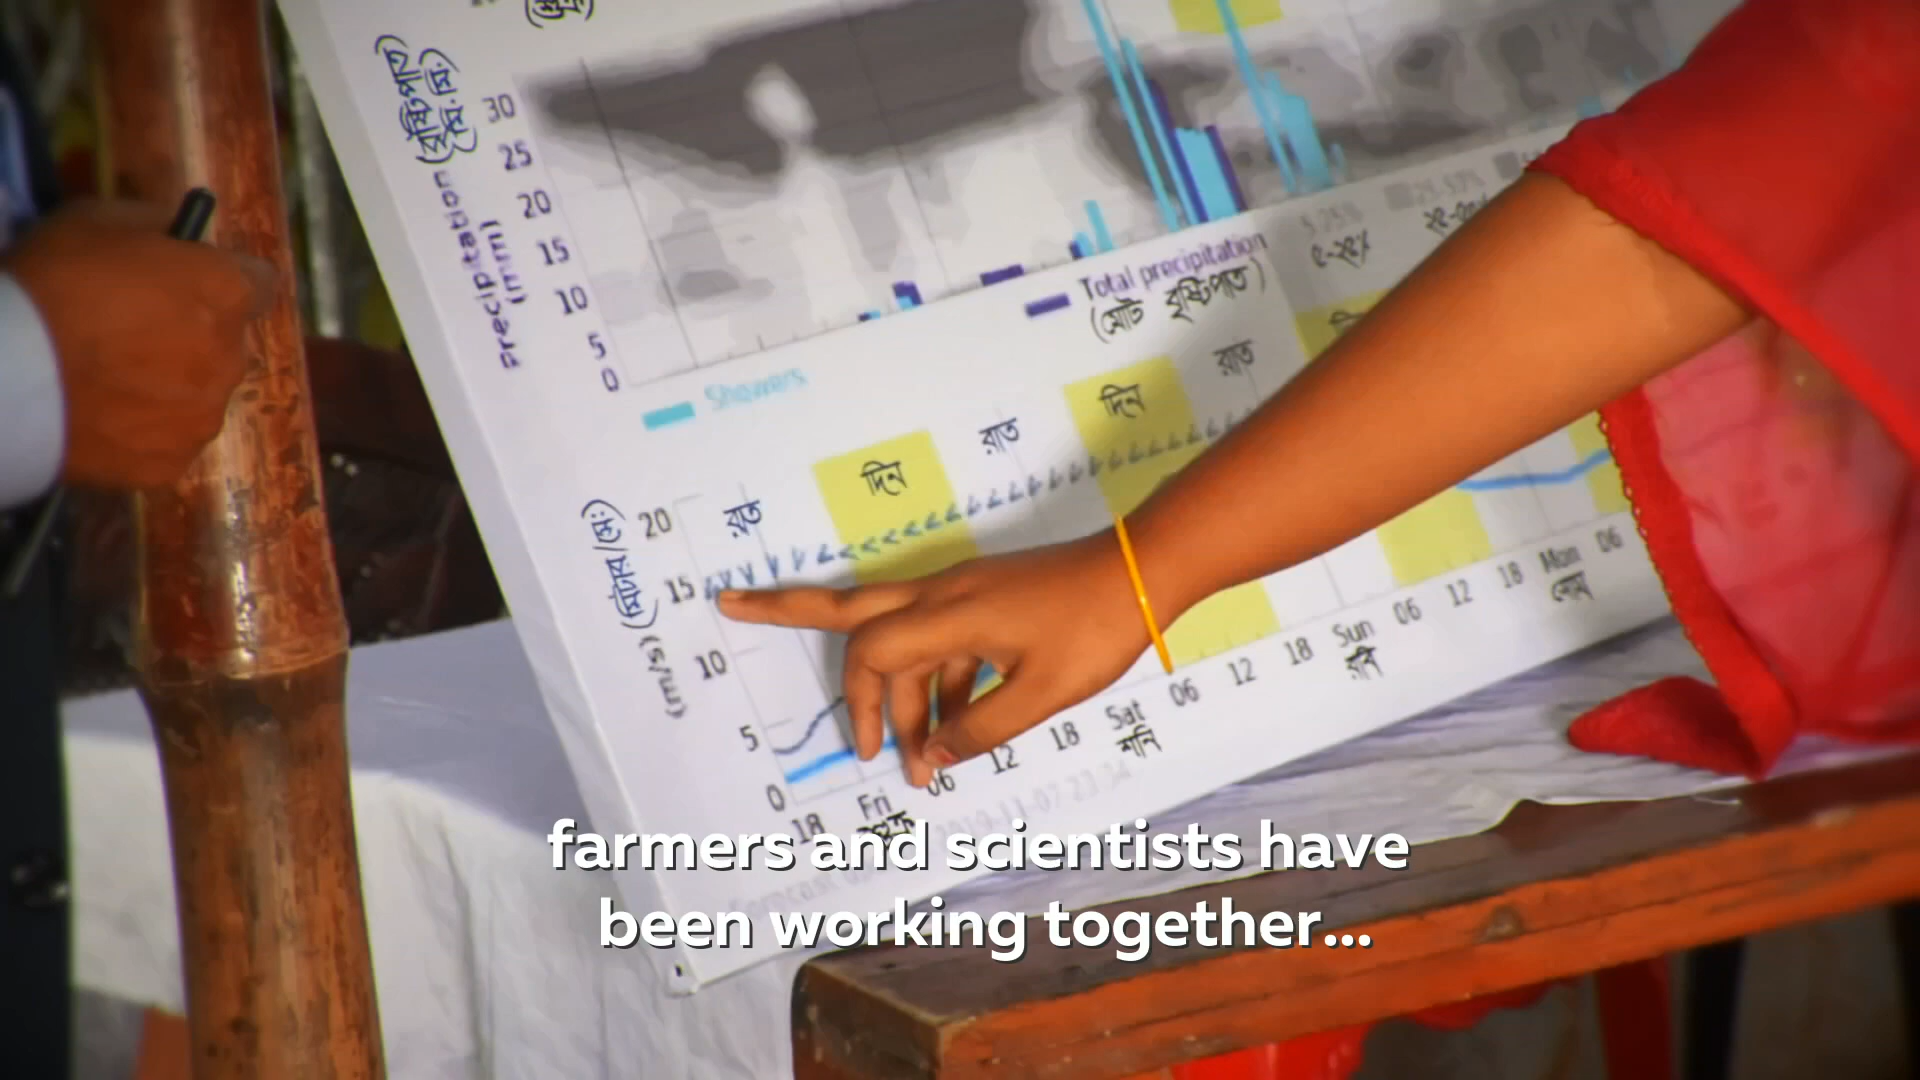 (বৃষ্টিপাত)
(মি.মি.)
Precipitation
(mm)
30
25
20
15
10
5
0
Total precipitation
(মোট বৃষ্টিপাত)
Showers
রাত
দিন
রাত
দিন
রাত
(m/s) (মিটার/সে:)
20
15
10
5
0
18
Fri
06
12
18
Sat
শনি
06
12
18
Sun
রবি
06
12
18
Mon
সোম
06
farmers and scientists have
been working together...